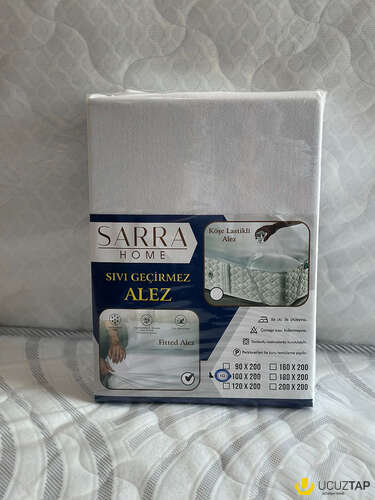 SARRA
HOME
SIVI GEÇİRMEZ
ALEZ
Köşe Lastikli
Alez
Fitted Alez
90 X 200
160 X 200
100 X 200
180 X 200
120 X 200
200 X 200
UCUZTAP